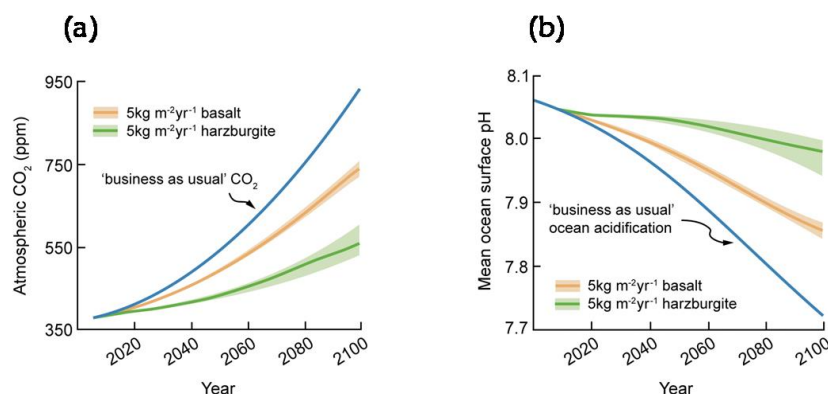 (a)
950
750
550
350
Atmospheric CO₂ (ppm)
5kg m⁻²yr⁻¹ basalt
5kg m⁻²yr⁻¹ harzburgite
'business as usual' CO₂
2020
2040
2060
2080
2100
Year
(b)
8.1
8.0
7.9
7.8
7.7
Mean ocean surface pH
'business as usual'
ocean acidification
5kg m⁻²yr⁻¹ basalt
5kg m⁻²yr⁻¹ harzburgite
2020
2040
2060
2080
2100
Year